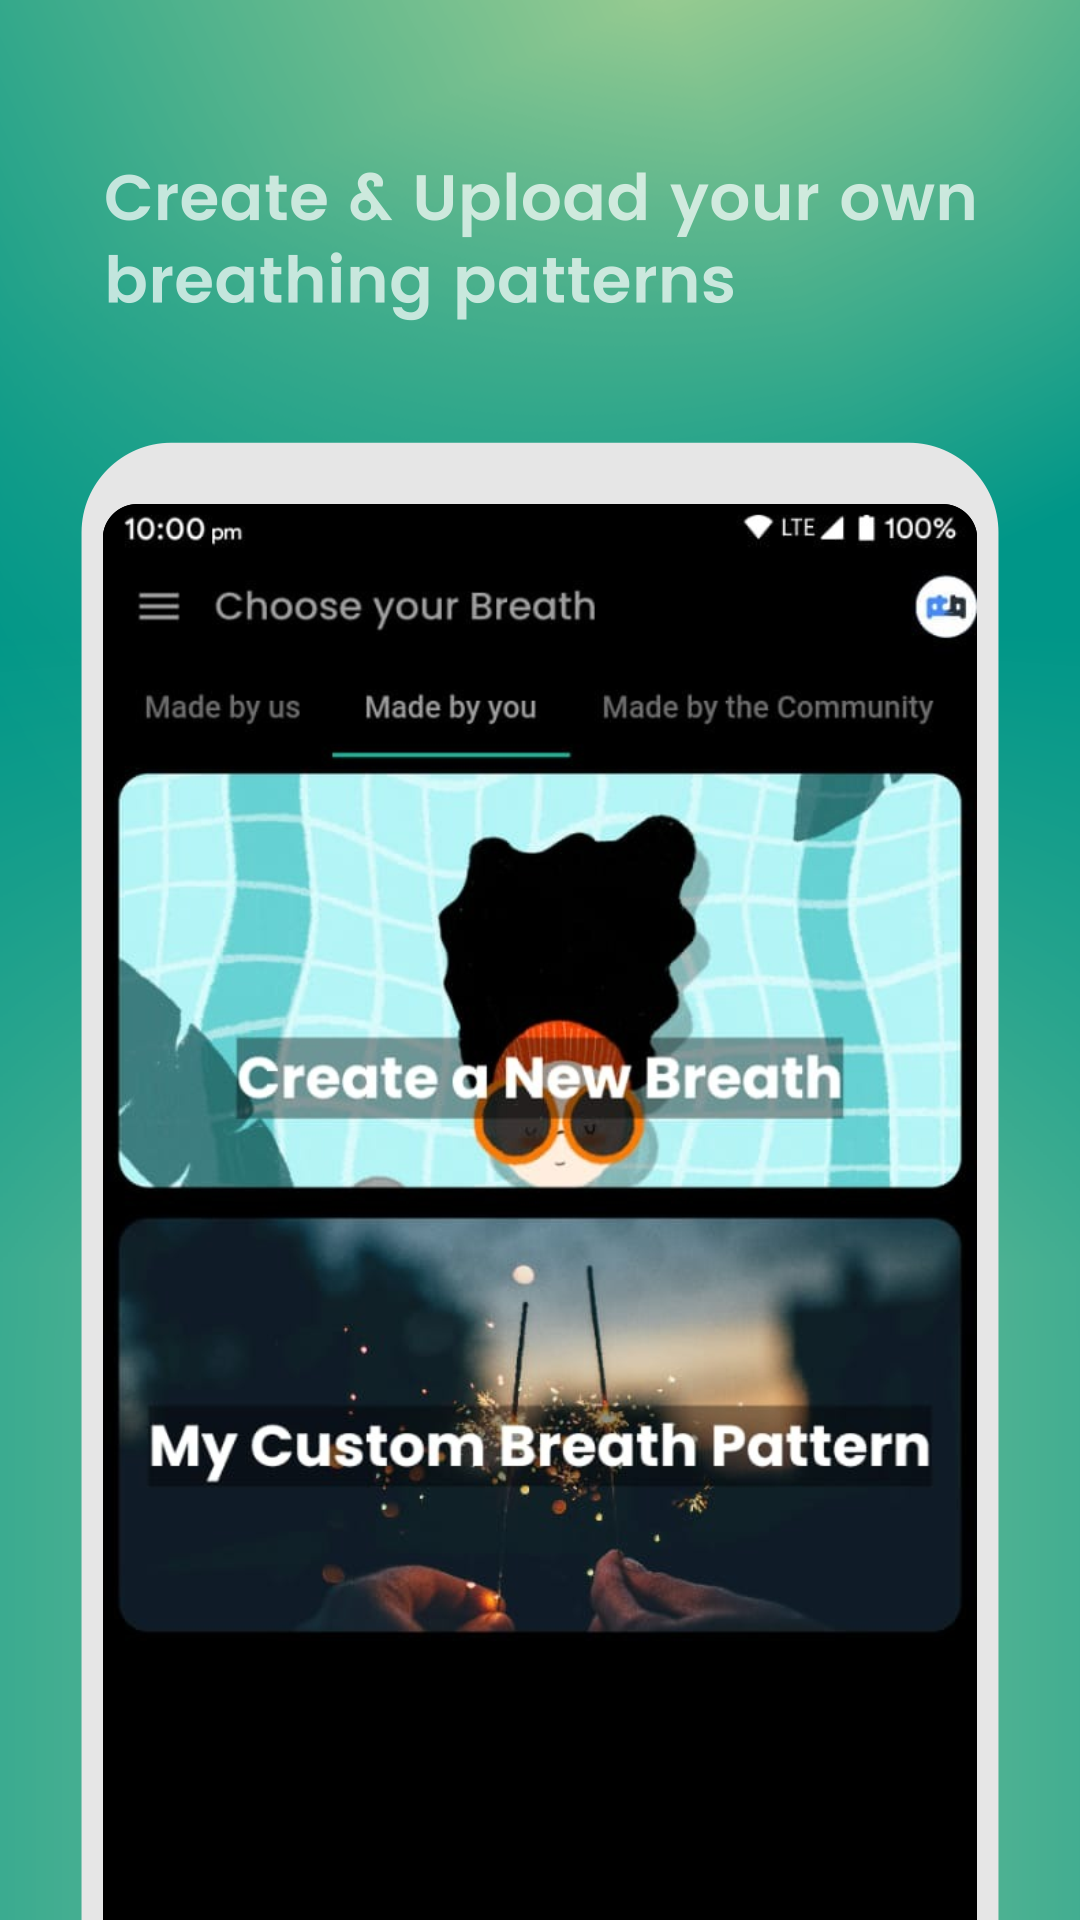 Create & Upload your own
breathing patterns
10:00 pm
LTE 100%
Choose your Breath
Made by us
Made by you
Made by the Community
Create a New Breath
My Custom Breath Pattern